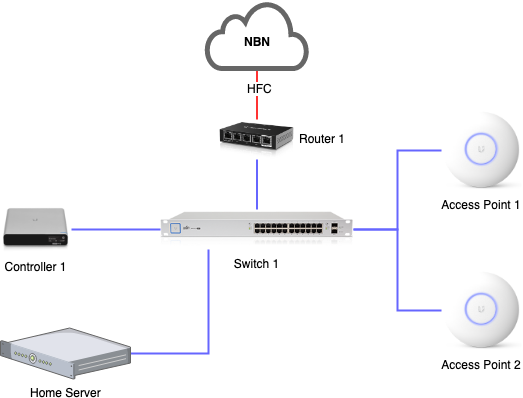 NBN
HFC
Router 1
Access Point 1
Controller 1
Switch 1
Access Point 2
Home Server